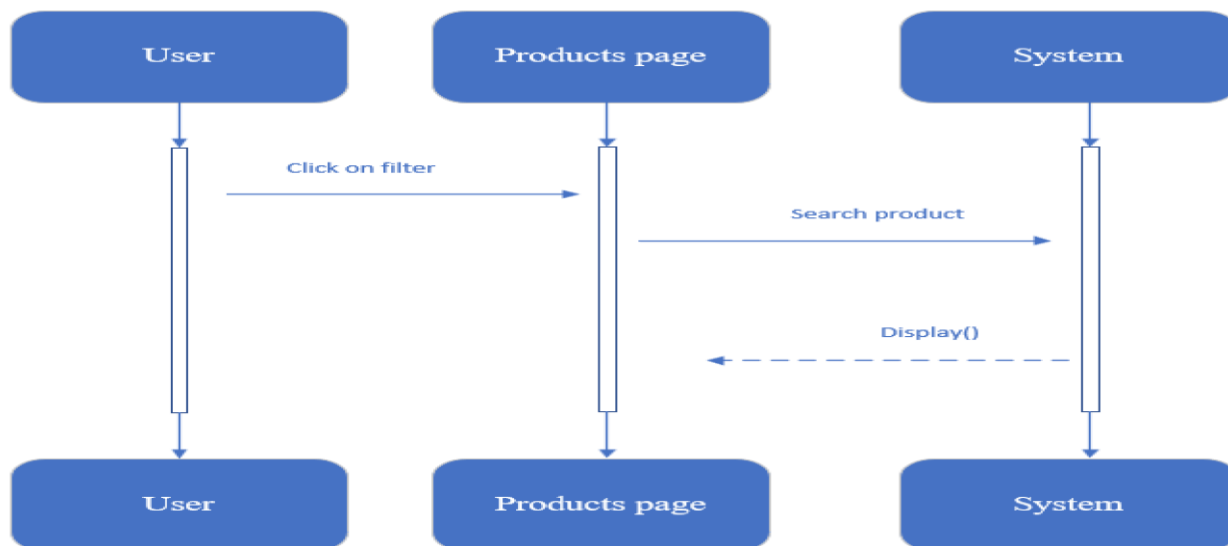 User
Products page
System
Click on filter
Search product
Display()
User
Products page
System